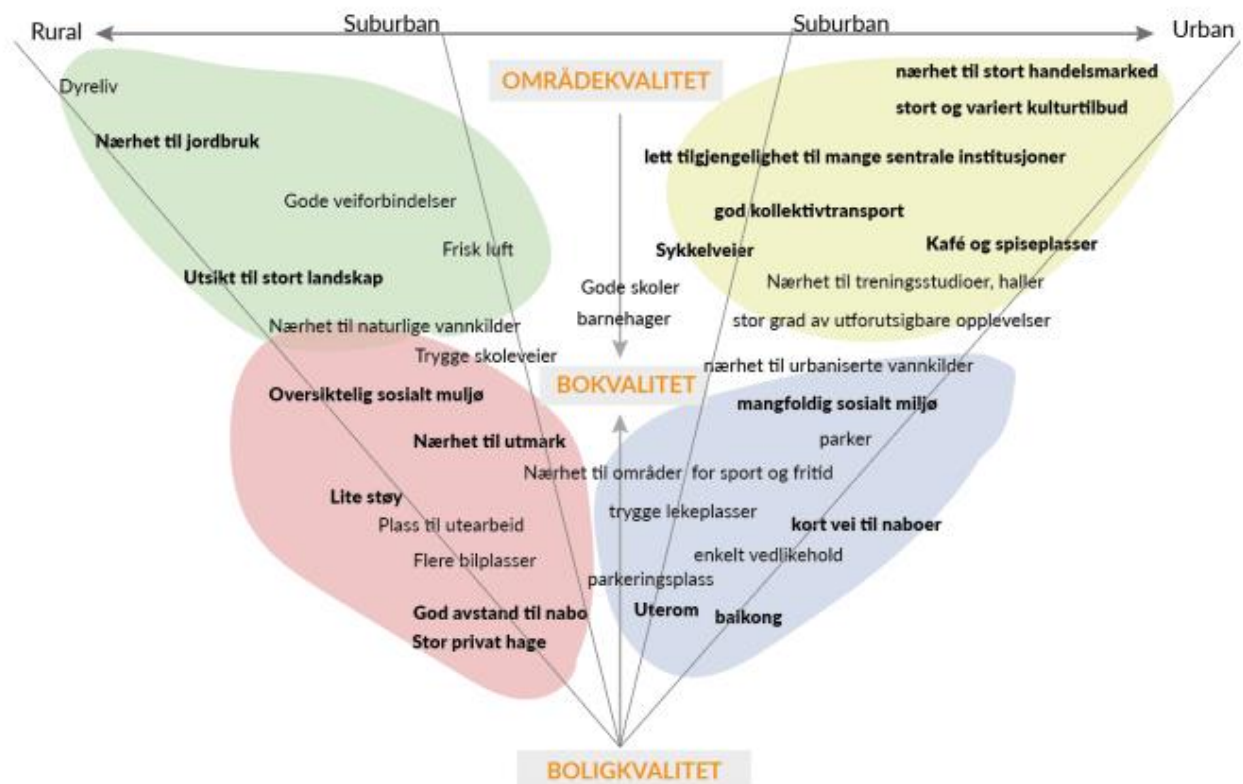 Rural
Suburban
Suburban
Urban
OMRÅDEKVALITET
nærhet til stort handelsmarked
Dyreliv
stort og variert kulturtilbud
Nærhet til jordbruk
lett tilgjengelighet til mange sentrale institusjoner
Gode veiforbindelser
god kollektivtransport
Frisk luft
Sykkelveier
Kafé og spiseplasser
Utsikt til stort landskap
Gode skoler
barnehager
Nærhet til treningsstudioer, haller
Nærhet til naturlige vannkilder
stor grad av utforutsigbare opplevelser
Trygge skoleveier
nærhet til urbaniserte vannkilder
BOKVALITET
Oversiktelig sosialt muljø
mangfoldig sosialt miljø
Nærhet til utmark
parker
Nærhet til områder for sport og fritid
Lite støy
trygge lekeplasser
Plass til utearbeid
kort vei til naboer
Flere bilplasser
enkelt vedlikehold
parkeringsplass
God avstand til nabo
Uterom
balkong
Stor privat hage
BOLIGKVALITET